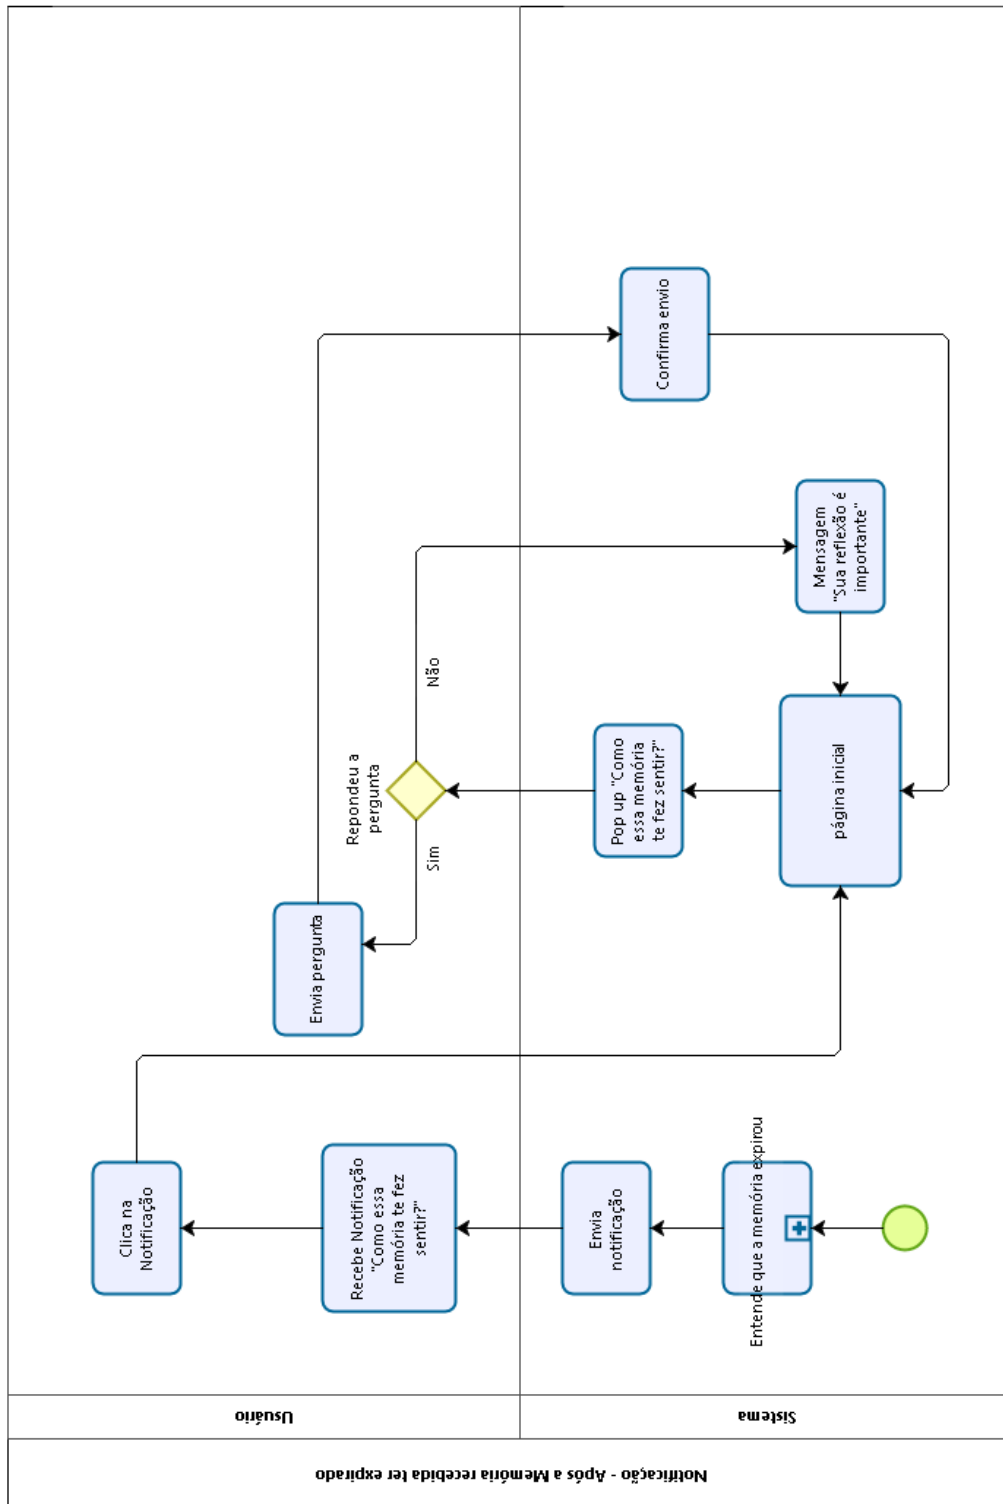 Notificação - Após a Memória recebida ter expirado
Usuário
Sistema
Entende que a memória expirou
Envia
notificação
Recebe Notificação
"Como essa
memória te fez
sentir?"
Clica na
Notificação
página inicial
Pop up "Como
essa memória
te fez sentir?"
Repondeu a
pergunta
Sim
Não
Envia pergunta
Mensagem
"Sua reflexão é
importante"
Confirma envio